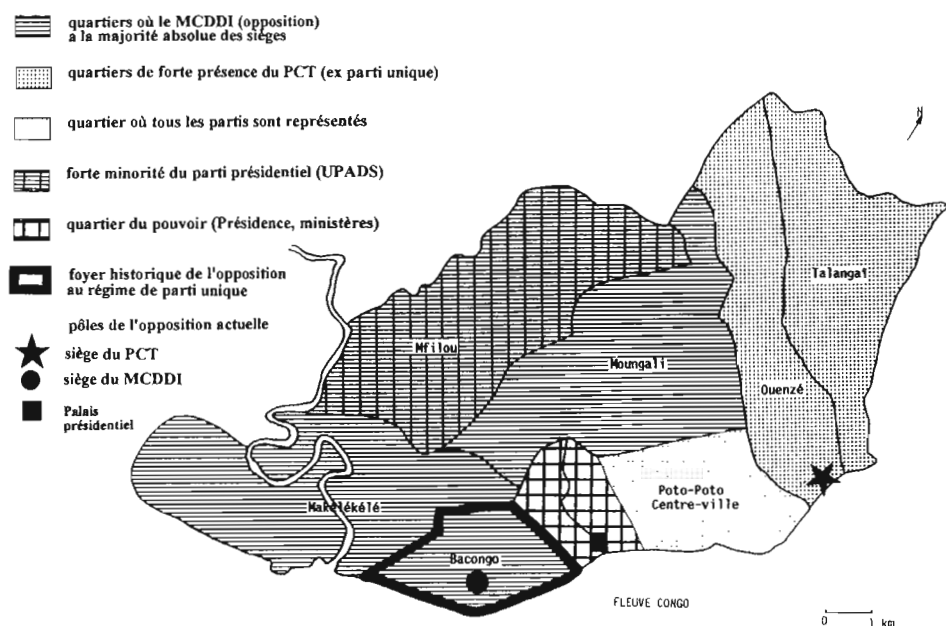 quartiers où le MCDDI (opposition)
a la majorité absolue des sièges
quartiers de forte présence du PCT (ex parti unique)
quartier où tous les partis sont représentés
forte minorité du parti présidentiel (UPADS)
quartier du pouvoir (Présidence, ministères)
foyer historique de l'opposition
au régime de parti unique
pôles de l'opposition actuelle
siège du PCT
siège du MCDDI
Palais
présidentiel
N
Talangaï
Mfilou
Moungali
Ouenzé
Poto-Poto
Centre-ville
Makélékélé
Bacongo
FLEUVE CONGO
0 1 km